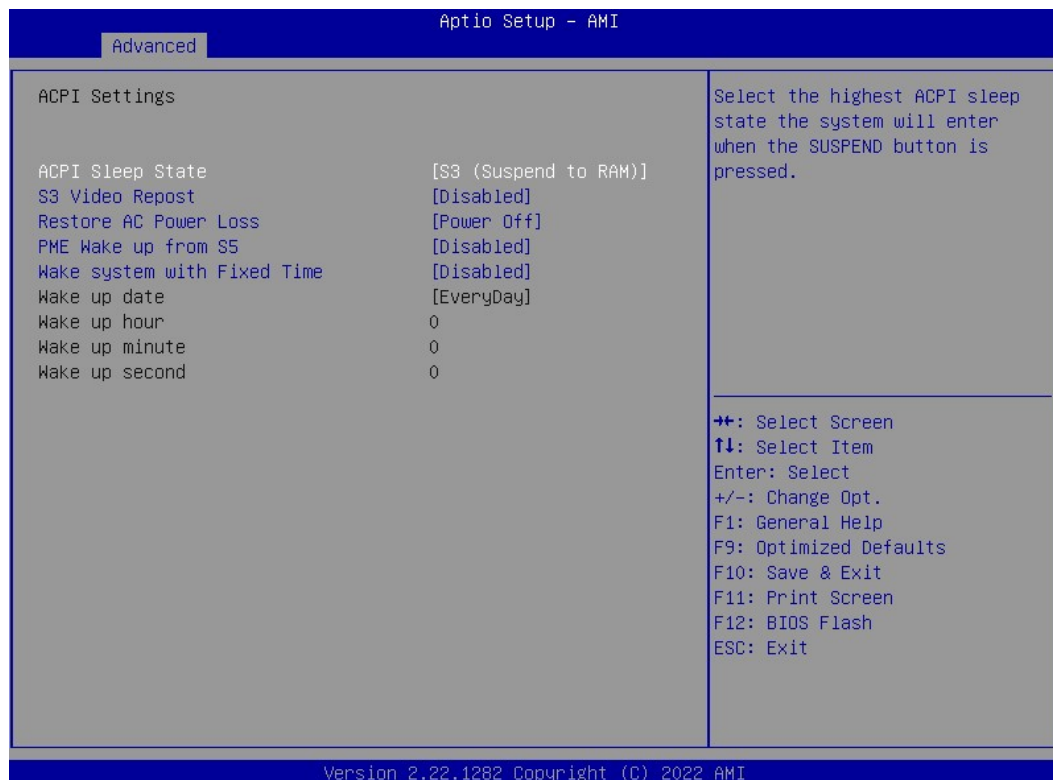 Aptio Setup – AMI
Advanced
ACPI Settings
ACPI Sleep State [S3 (Suspend to RAM)]
S3 Video Repost [Disabled]
Restore AC Power Loss [Power Off]
PME Wake up from S5 [Disabled]
Wake system with Fixed Time [Disabled]
Wake up date [EveryDay]
Wake up hour 0
Wake up minute 0
Wake up second 0
Select the highest ACPI sleep
state the system will enter
when the SUSPEND button is
pressed.
→←: Select Screen
↑↓: Select Item
Enter: Select
+/-: Change Opt.
F1: General Help
F9: Optimized Defaults
F10: Save & Exit
F11: Print Screen
F12: BIOS Flash
ESC: Exit
Version 2.22.1282 Copyright (C) 2022 AMI